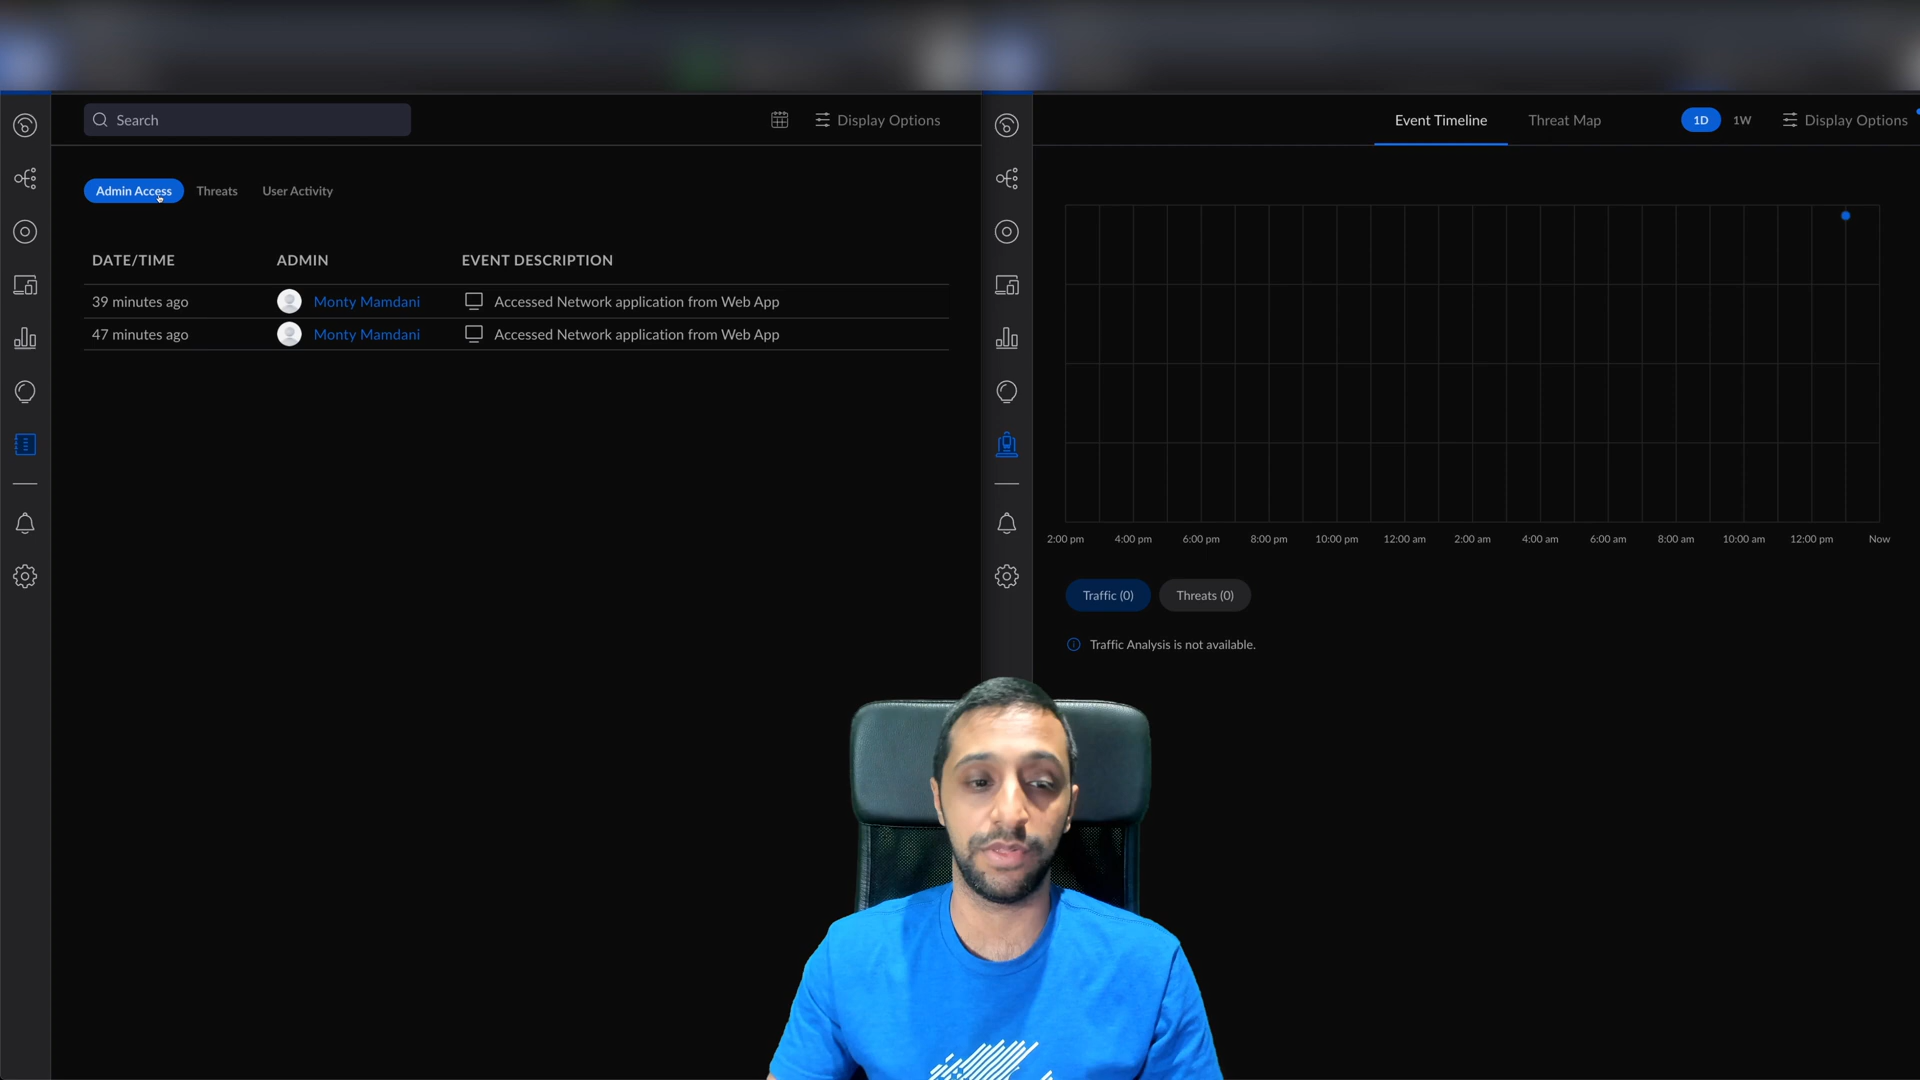 Search
Display Options
Admin Access Threats User Activity
DATE/TIME ADMIN EVENT DESCRIPTION
39 minutes ago Monty Mamdani Accessed Network application from Web App
47 minutes ago Monty Mamdani Accessed Network application from Web App
Event Timeline Threat Map 1D 1W Display Options
2:00 pm 4:00 pm 6:00 pm 8:00 pm 10:00 pm 12:00 am 2:00 am 4:00 am 6:00 am 8:00 am 10:00 am 12:00 pm Now
Traffic (0) Threats (0)
Traffic Analysis is not available.